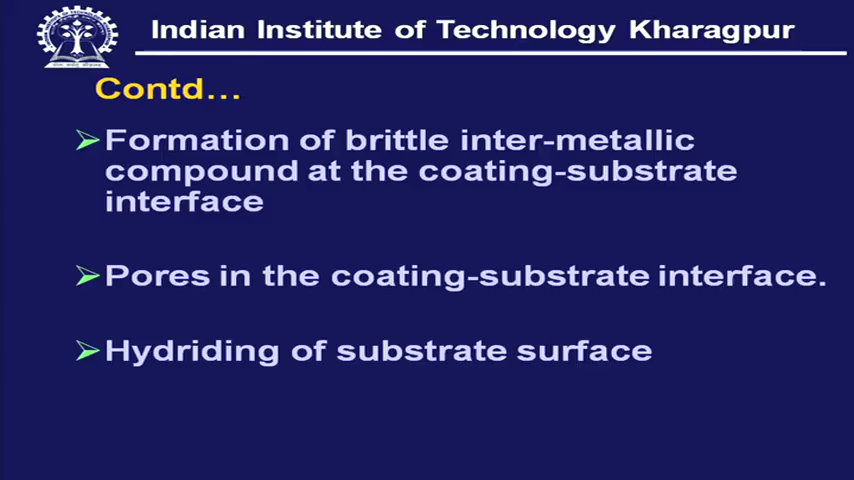 Indian Institute of Technology Kharagpur
Contd...
Formation of brittle inter-metallic
compound at the coating-substrate
interface
Pores in the coating-substrate interface.
Hydriding of substrate surface